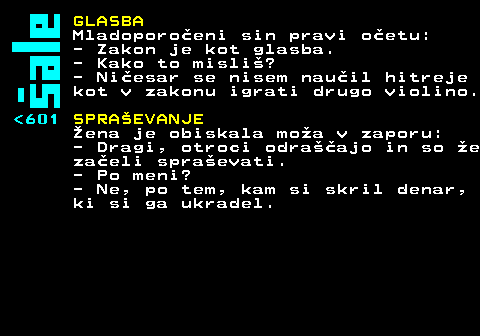 šale
GLASBA
Mladoporočeni sin pravi očetu:
- Zakon je kot glasba.
- Kako to misliš?
- Ničesar se nisem naučil hitreje
kot v zakonu igrati drugo violino.
<601 SPRAŠEVANJE
Žena je obiskala moža v zaporu:
- Dragi, otroci odraščajo in so že
začeli spraševati.
- Po meni?
- Ne, po tem, kam si skril denar,
ki si ga ukradel.